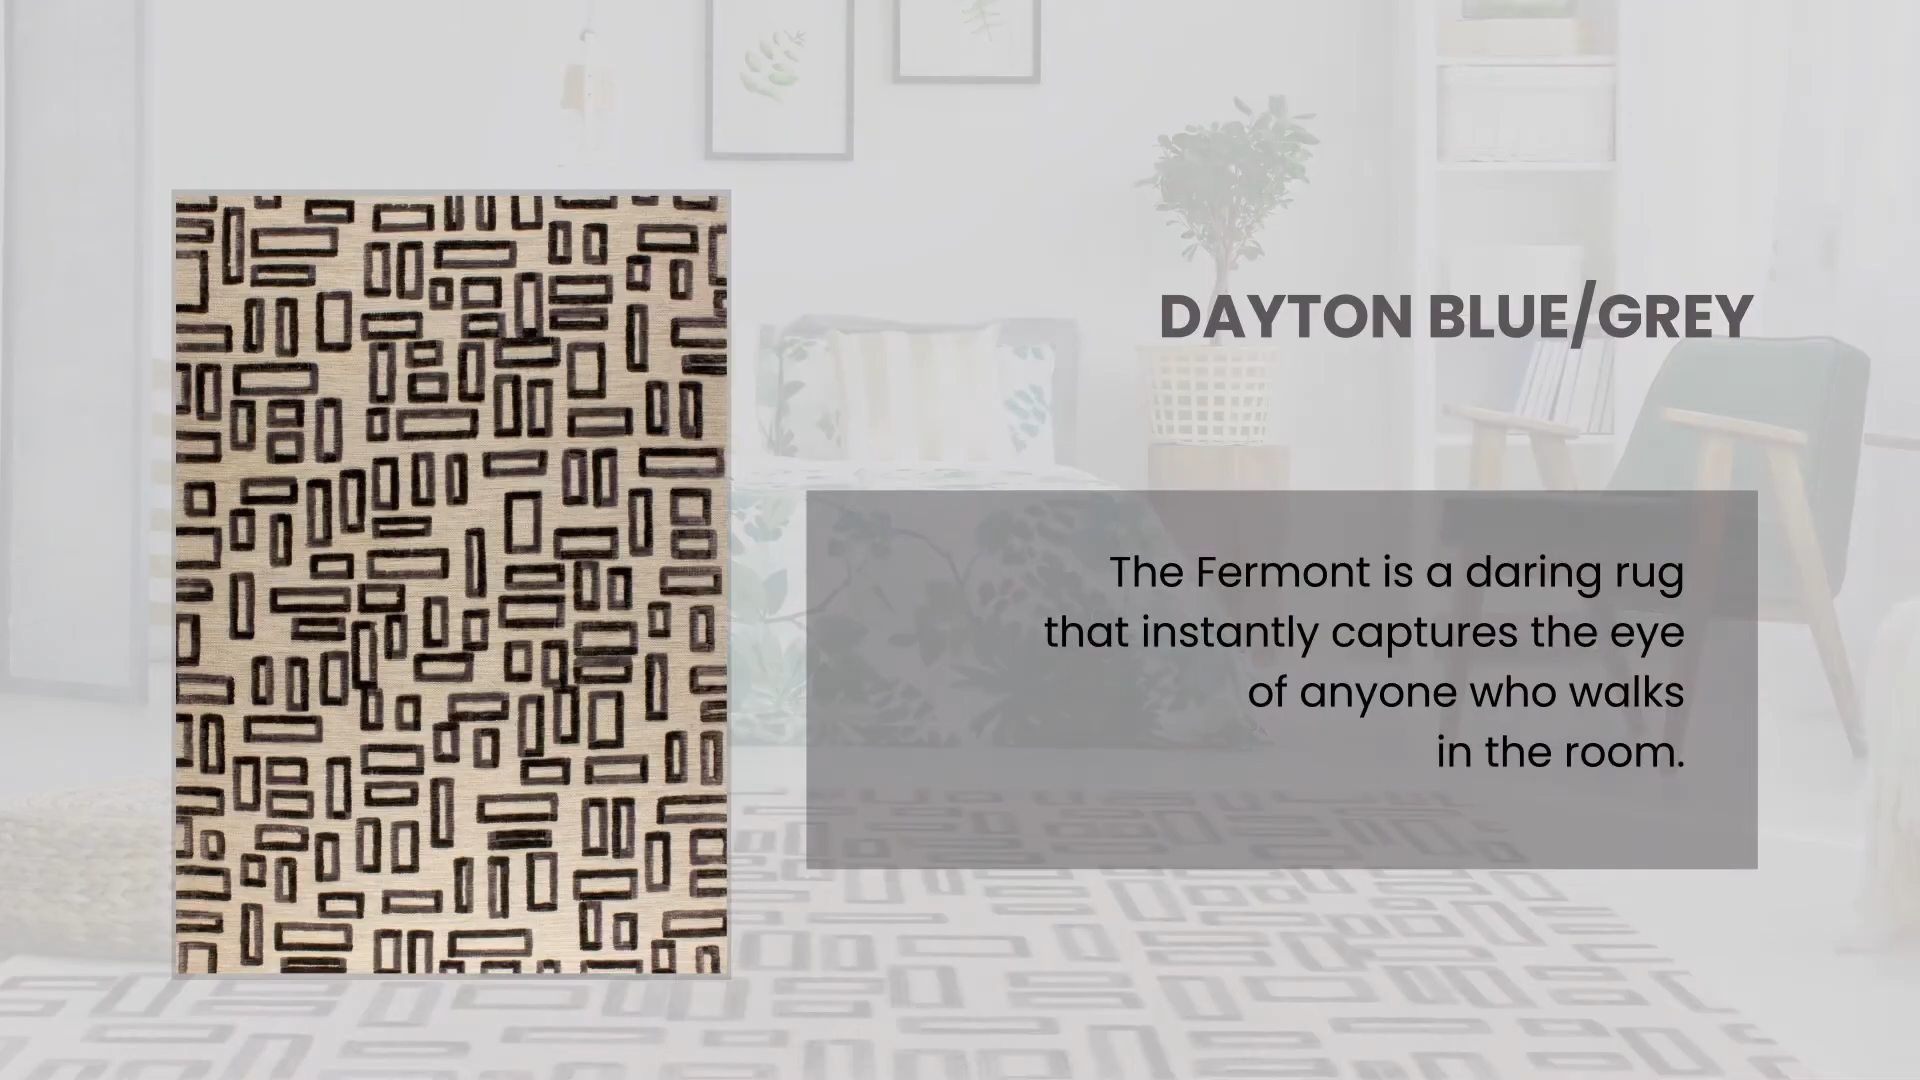 DAYTON BLUE/GREY
The Fermont is a daring rug
that instantly captures the eye
of anyone who walks
in the room.